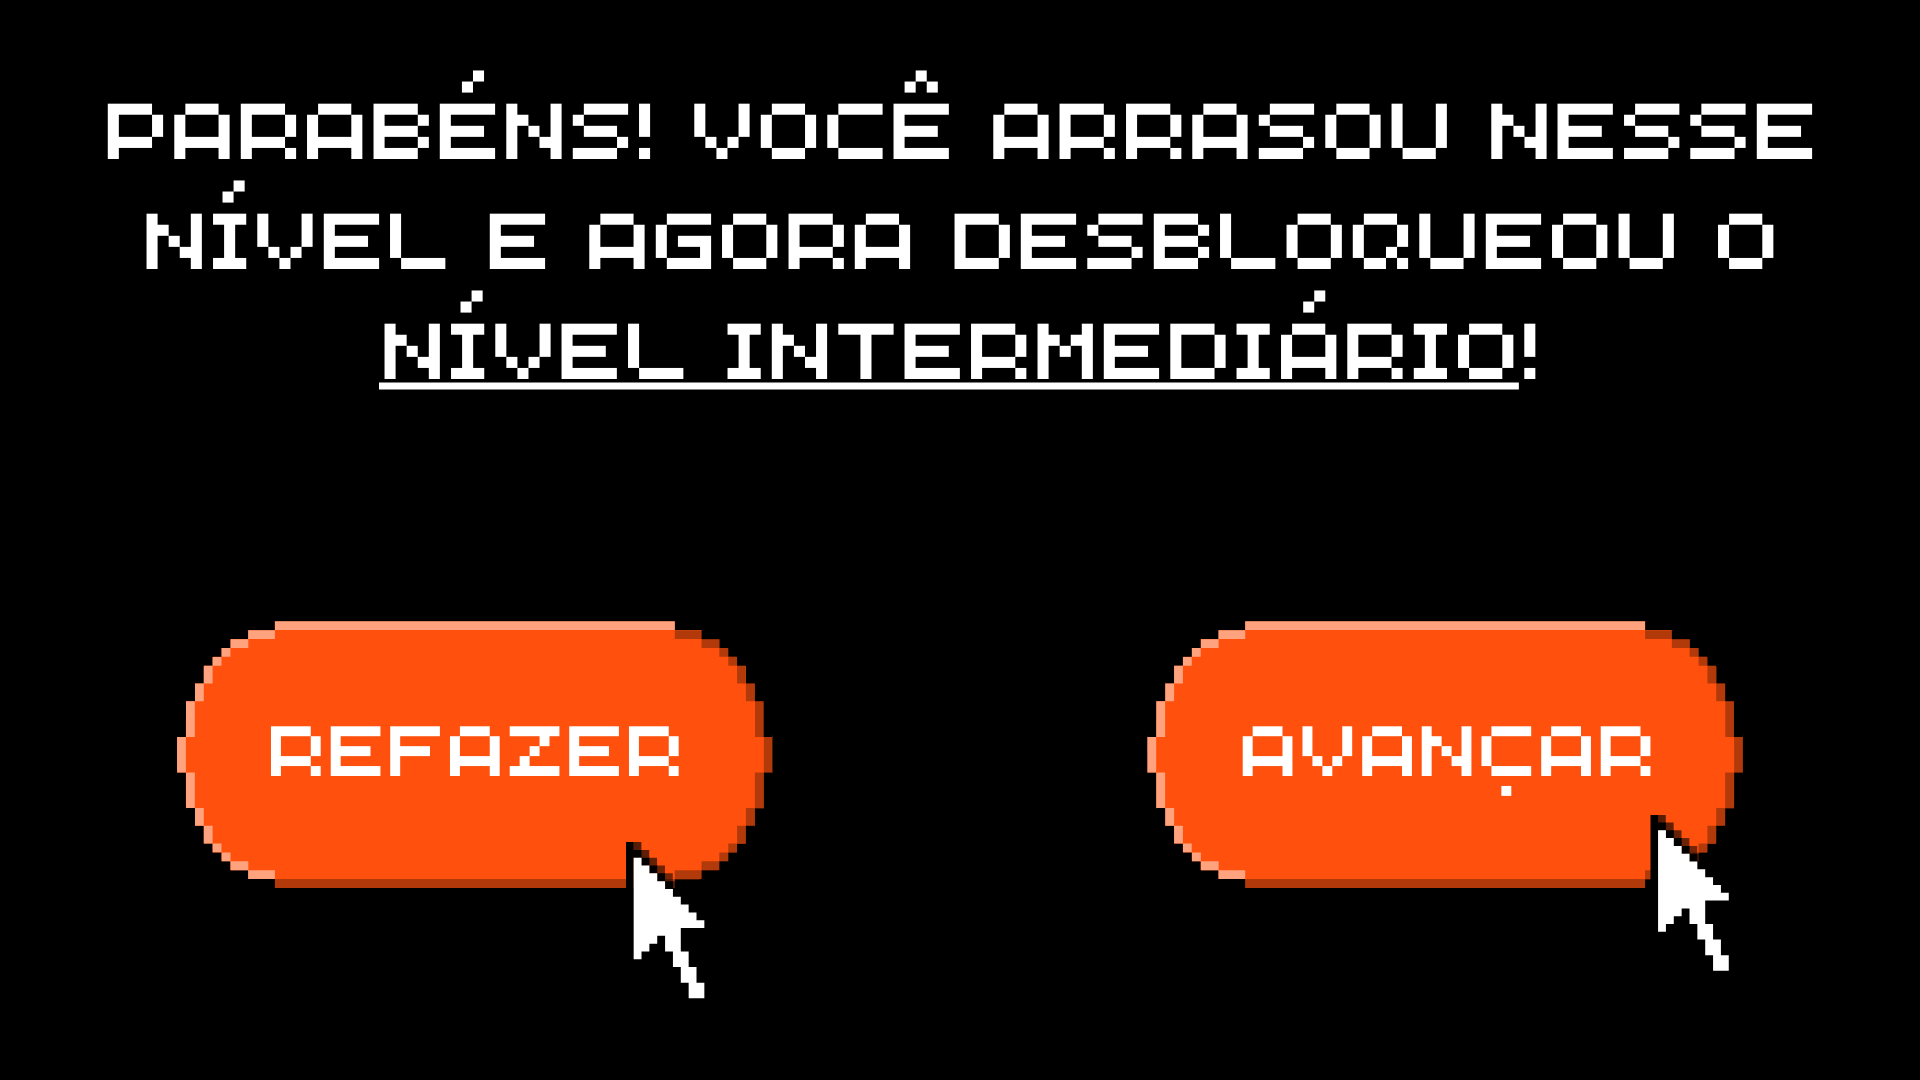 PARABÉNS! VOCÊ ARRASOU NESSE
NÍVEL E AGORA DESBLOQUEOU O
NÍVEL INTERMEDIÁRIO!
REFAZER
AVANÇAR